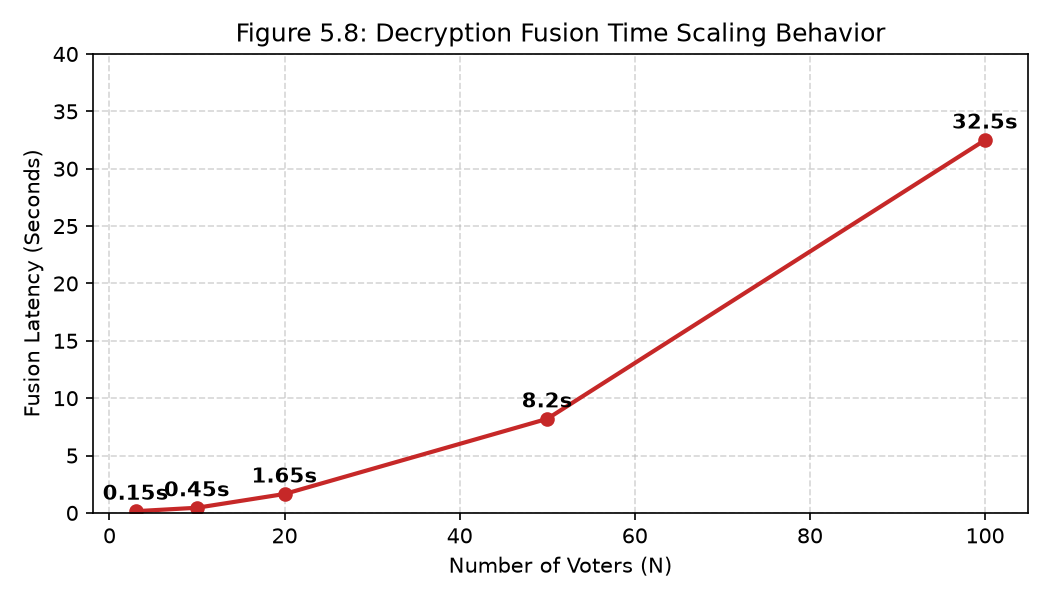 Figure 5.8: Decryption Fusion Time Scaling Behavior
Fusion Latency (Seconds)
40
35
30
25
20
15
10
5
0
32.5s
8.2s
1.65s
0.45s
0.15s
0 20 40 60 80 100
Number of Voters (N)